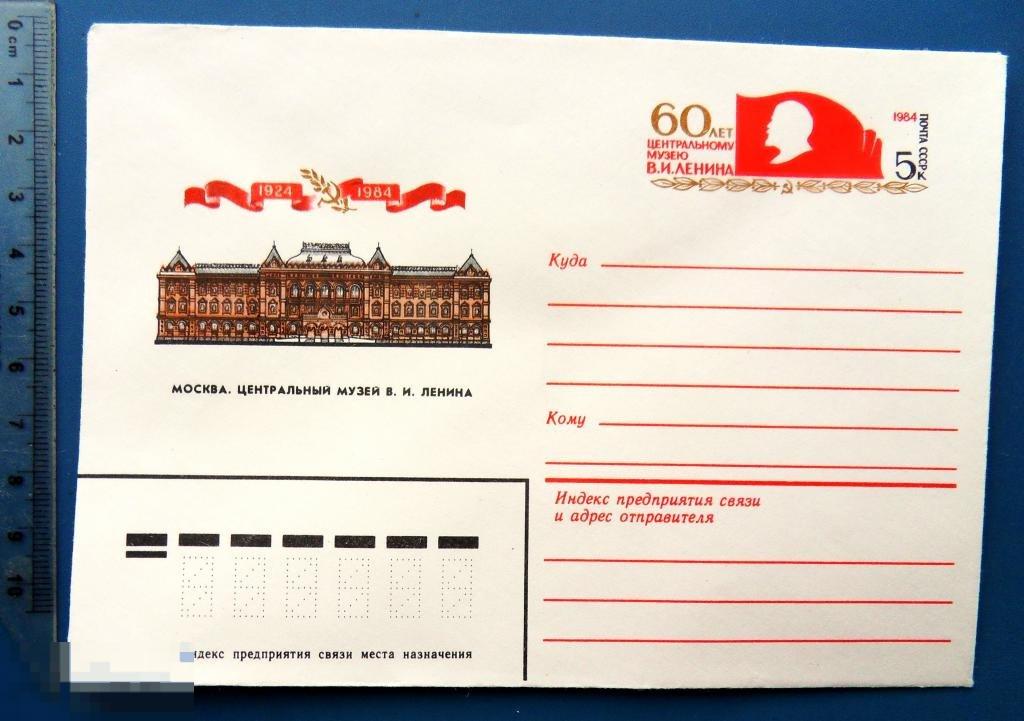 0 cm
1
2
3
4
5
6
7
8
9
10
60 ЛЕТ
ЦЕНТРАЛЬНОМУ
МУЗЕЮ
В.И.ЛЕНИНА
1984
ПОЧТА СССР
5к
1924 1984
МОСКВА. ЦЕНТРАЛЬНЫЙ МУЗЕЙ В. И. ЛЕНИНА
Куда
Кому
Индекс предприятия связи
и адрес отправителя
ндекс предприятия связи места назначения